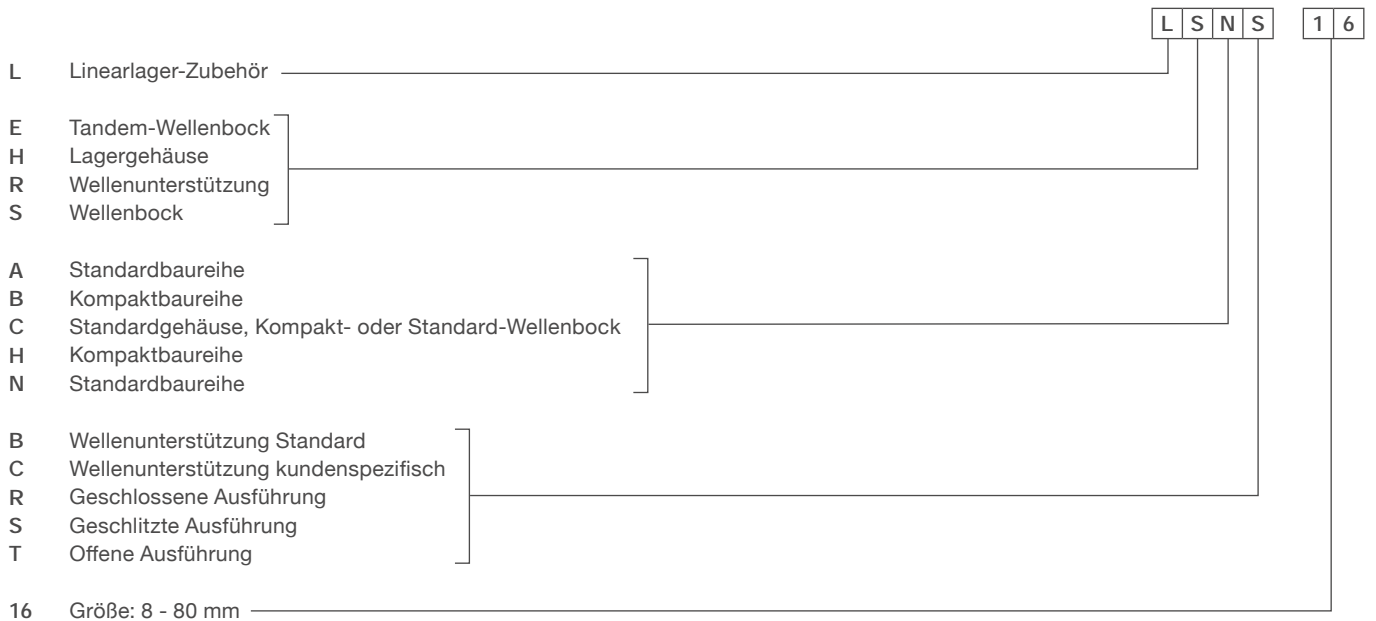 L S N S 1 6
L Linearlager-Zubehör
E Tandem-Wellenbock
H Lagergehäuse
R Wellenunterstützung
S Wellenbock
A Standardbaureihe
B Kompaktbaureihe
C Standardgehäuse, Kompakt- oder Standard-Wellenbock
H Kompaktbaureihe
N Standardbaureihe
B Wellenunterstützung Standard
C Wellenunterstützung kundenspezifisch
R Geschlossene Ausführung
S Geschlitzte Ausführung
T Offene Ausführung
16 Größe: 8 - 80 mm